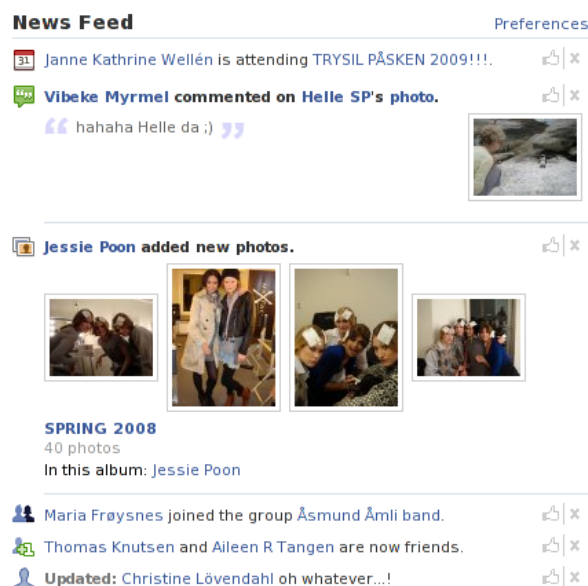 News Feed
Preferences
31 Janne Kathrine Wellén is attending TRYSIL PÅSKEN 2009!!!.
Vibeke Myrmel commented on Helle SP's photo.
“ hahaha Helle da ;) ”
Jessie Poon added new photos.
SPRING 2008
40 photos
In this album: Jessie Poon
Maria Frøysnes joined the group Åsmund Åmli band.
Thomas Knutsen and Aileen R Tangen are now friends.
Updated: Christine Lövendahl oh whatever...!